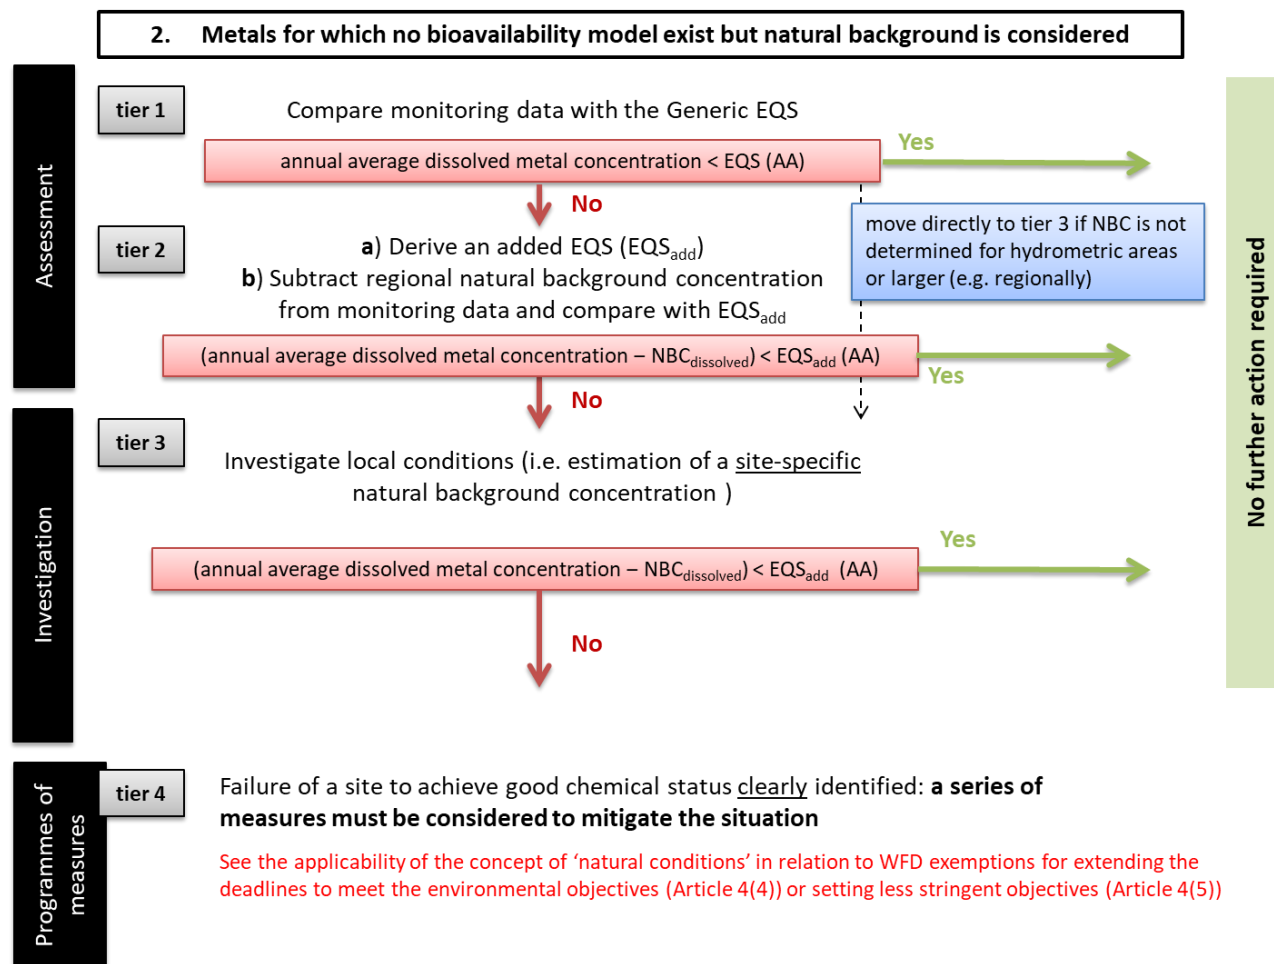 2. Metals for which no bioavailability model exist but natural background is considered
Assessment
tier 1
Compare monitoring data with the Generic EQS
annual average dissolved metal concentration < EQS (AA)
Yes
No
move directly to tier 3 if NBC is not
determined for hydrometric areas
or larger (e.g. regionally)
tier 2
a) Derive an added EQS (EQSadd)
b) Subtract regional natural background concentration
from monitoring data and compare with EQSadd
(annual average dissolved metal concentration – NBCdissolved) < EQSadd (AA)
Yes
No
Investigation
tier 3
Investigate local conditions (i.e. estimation of a site-specific
natural background concentration )
(annual average dissolved metal concentration – NBCdissolved) < EQSadd (AA)
Yes
No
No further action required
Programmes of
measures
tier 4
Failure of a site to achieve good chemical status clearly identified: a series of
measures must be considered to mitigate the situation
See the applicability of the concept of ‘natural conditions’ in relation to WFD exemptions for extending the
deadlines to meet the environmental objectives (Article 4(4)) or setting less stringent objectives (Article 4(5))